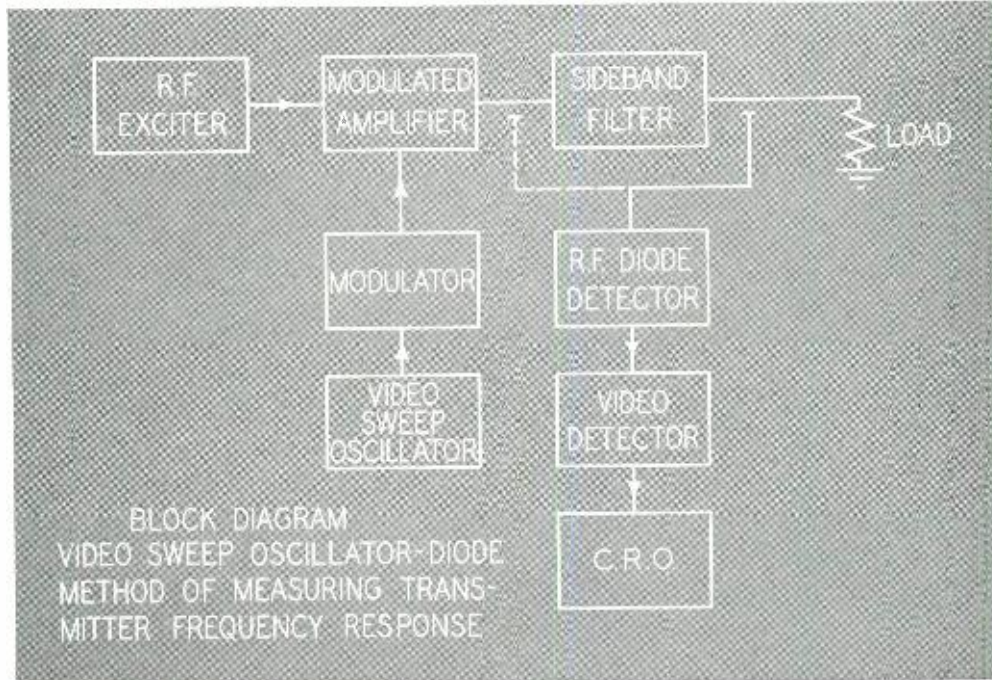 R.F.
EXCITER
MODULATED
AMPLIFIER
SIDEBAND
FILTER
LOAD
MODULATOR
R.F. DIODE
DETECTOR
VIDEO
SWEEP
OSCILLATOR
VIDEO
DETECTOR
C.R.O.
BLOCK DIAGRAM
VIDEO SWEEP OSCILLATOR-DIODE
METHOD OF MEASURING TRANS-
MITTER FREQUENCY RESPONSE